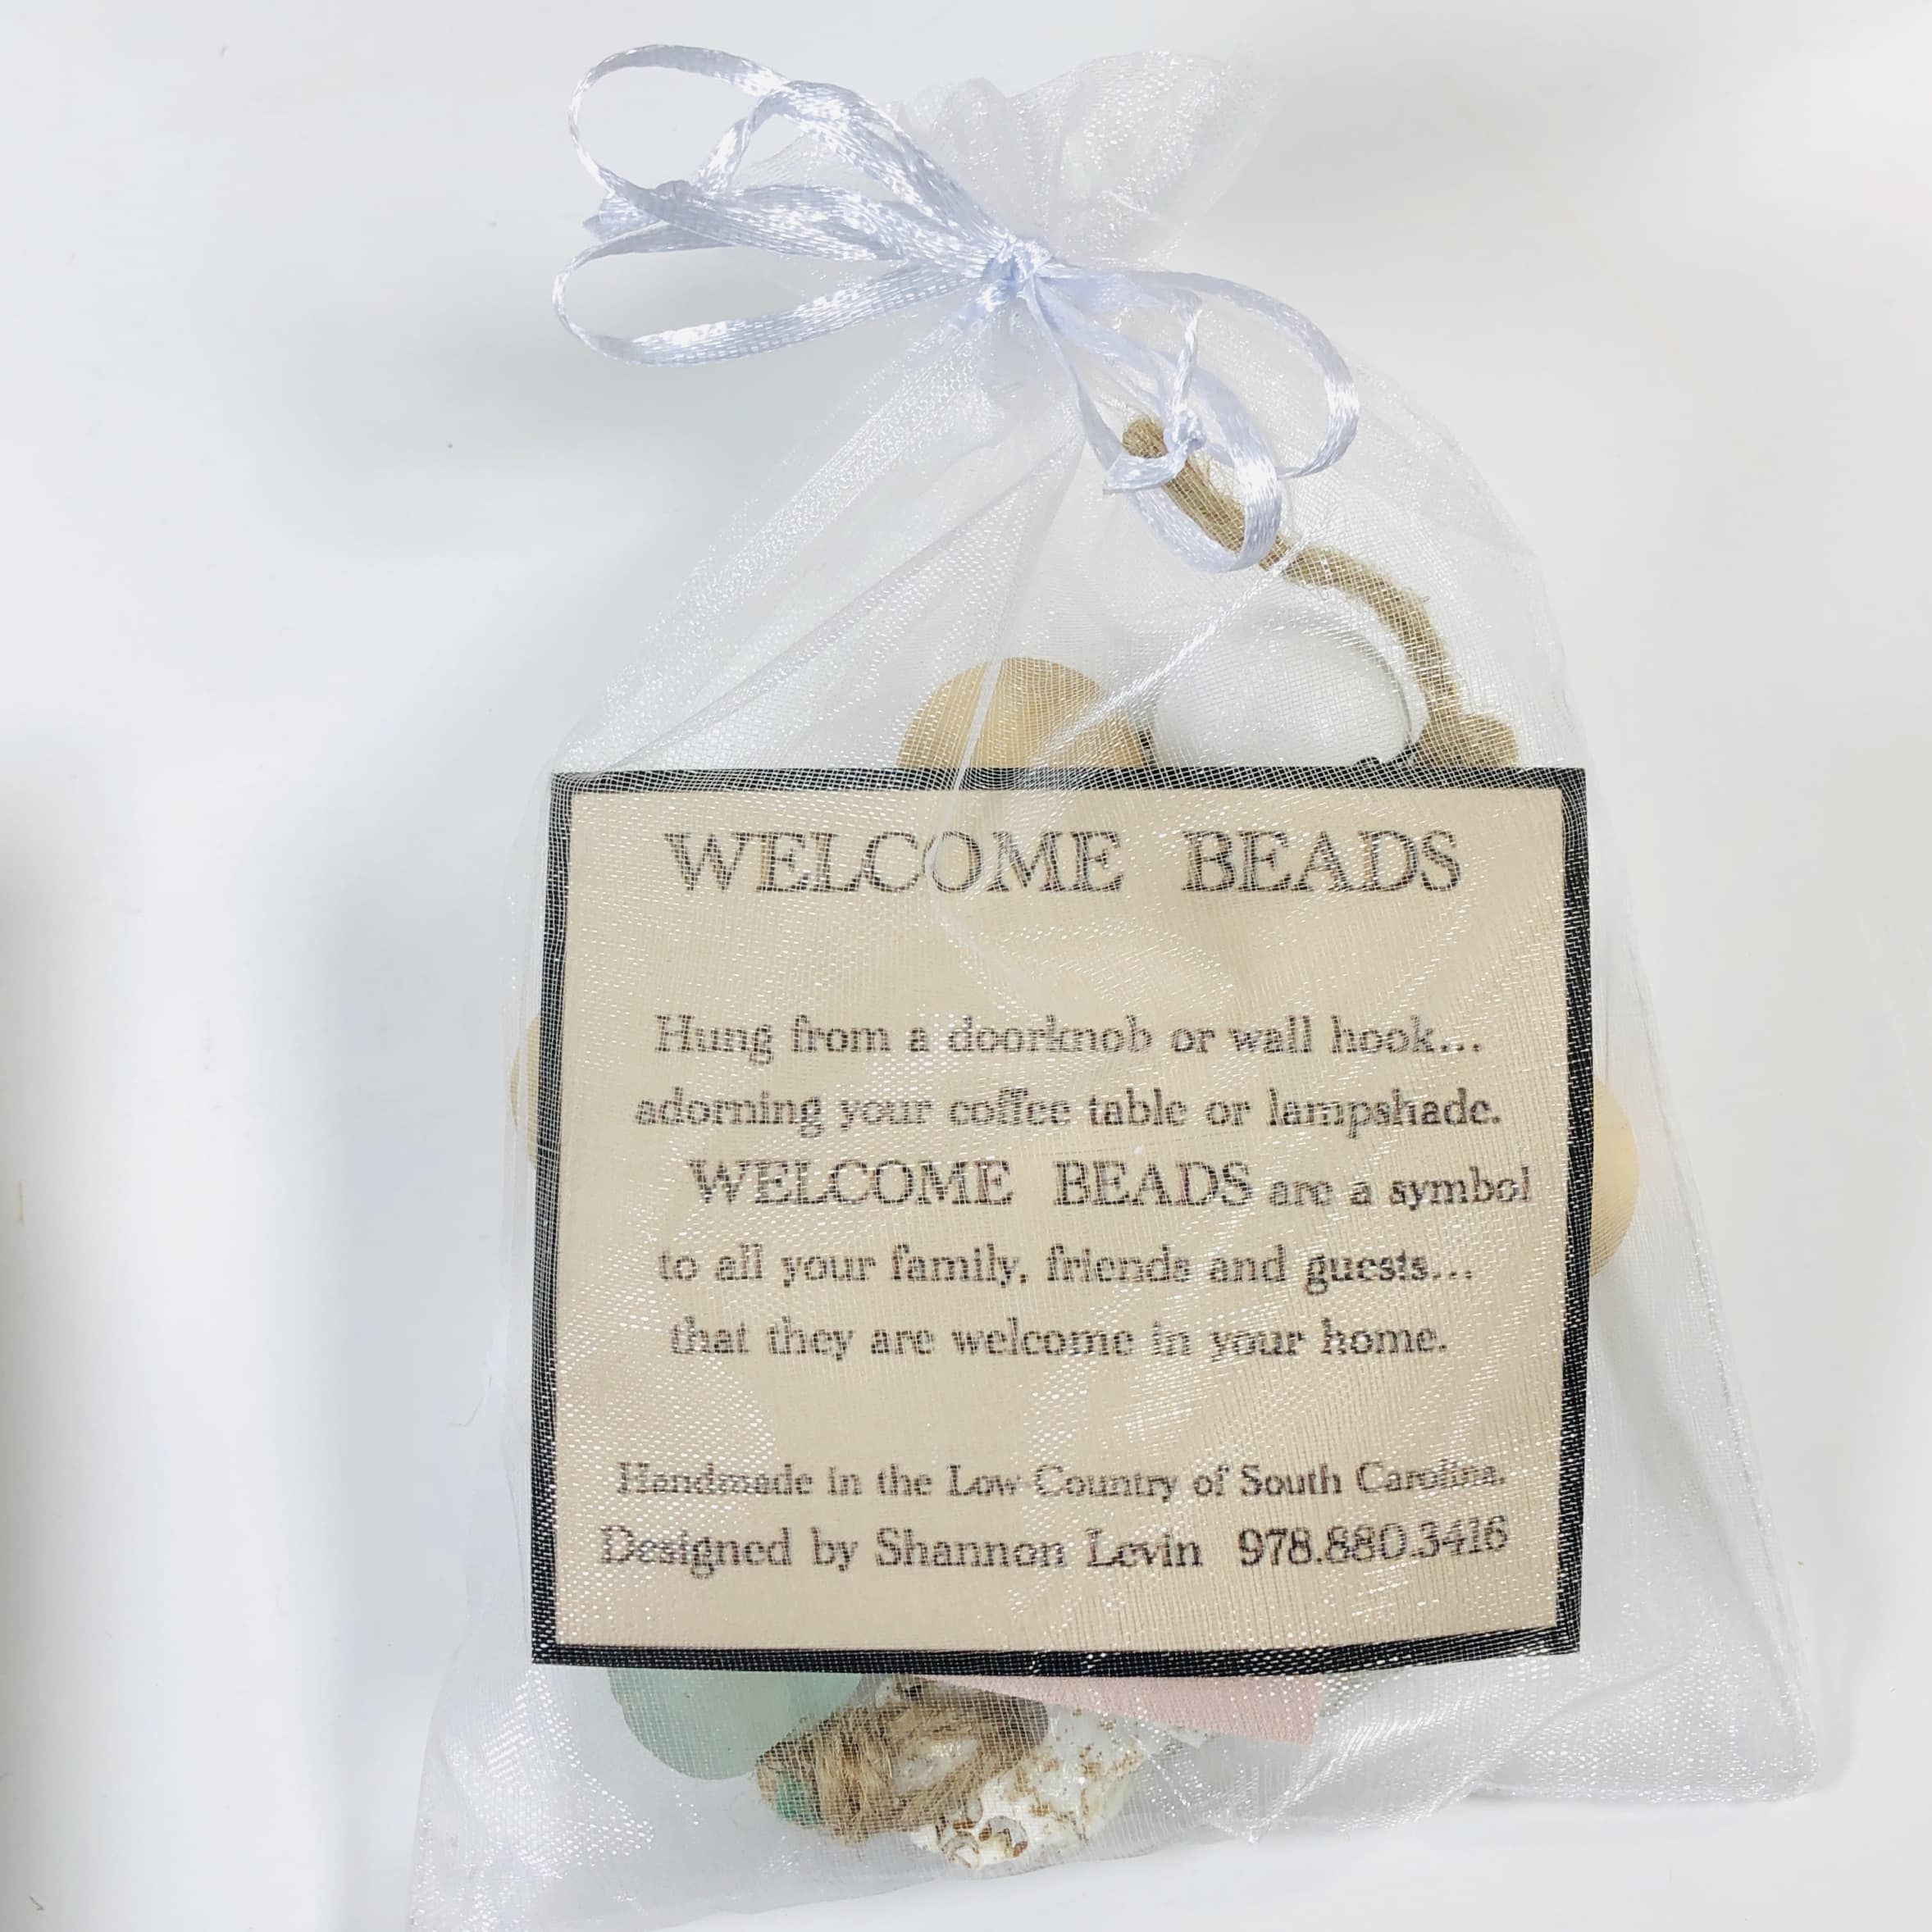 WELCOME BEADS
Hung from a doorknob or wall hook...
adorning your coffee table or lampshade.
WELCOME BEADS are a symbol
to all your family, friends and guests...
that they are welcome in your home.
Handmade in the Low Country of South Carolina.
Designed by Shannon Levin 978.880.3416